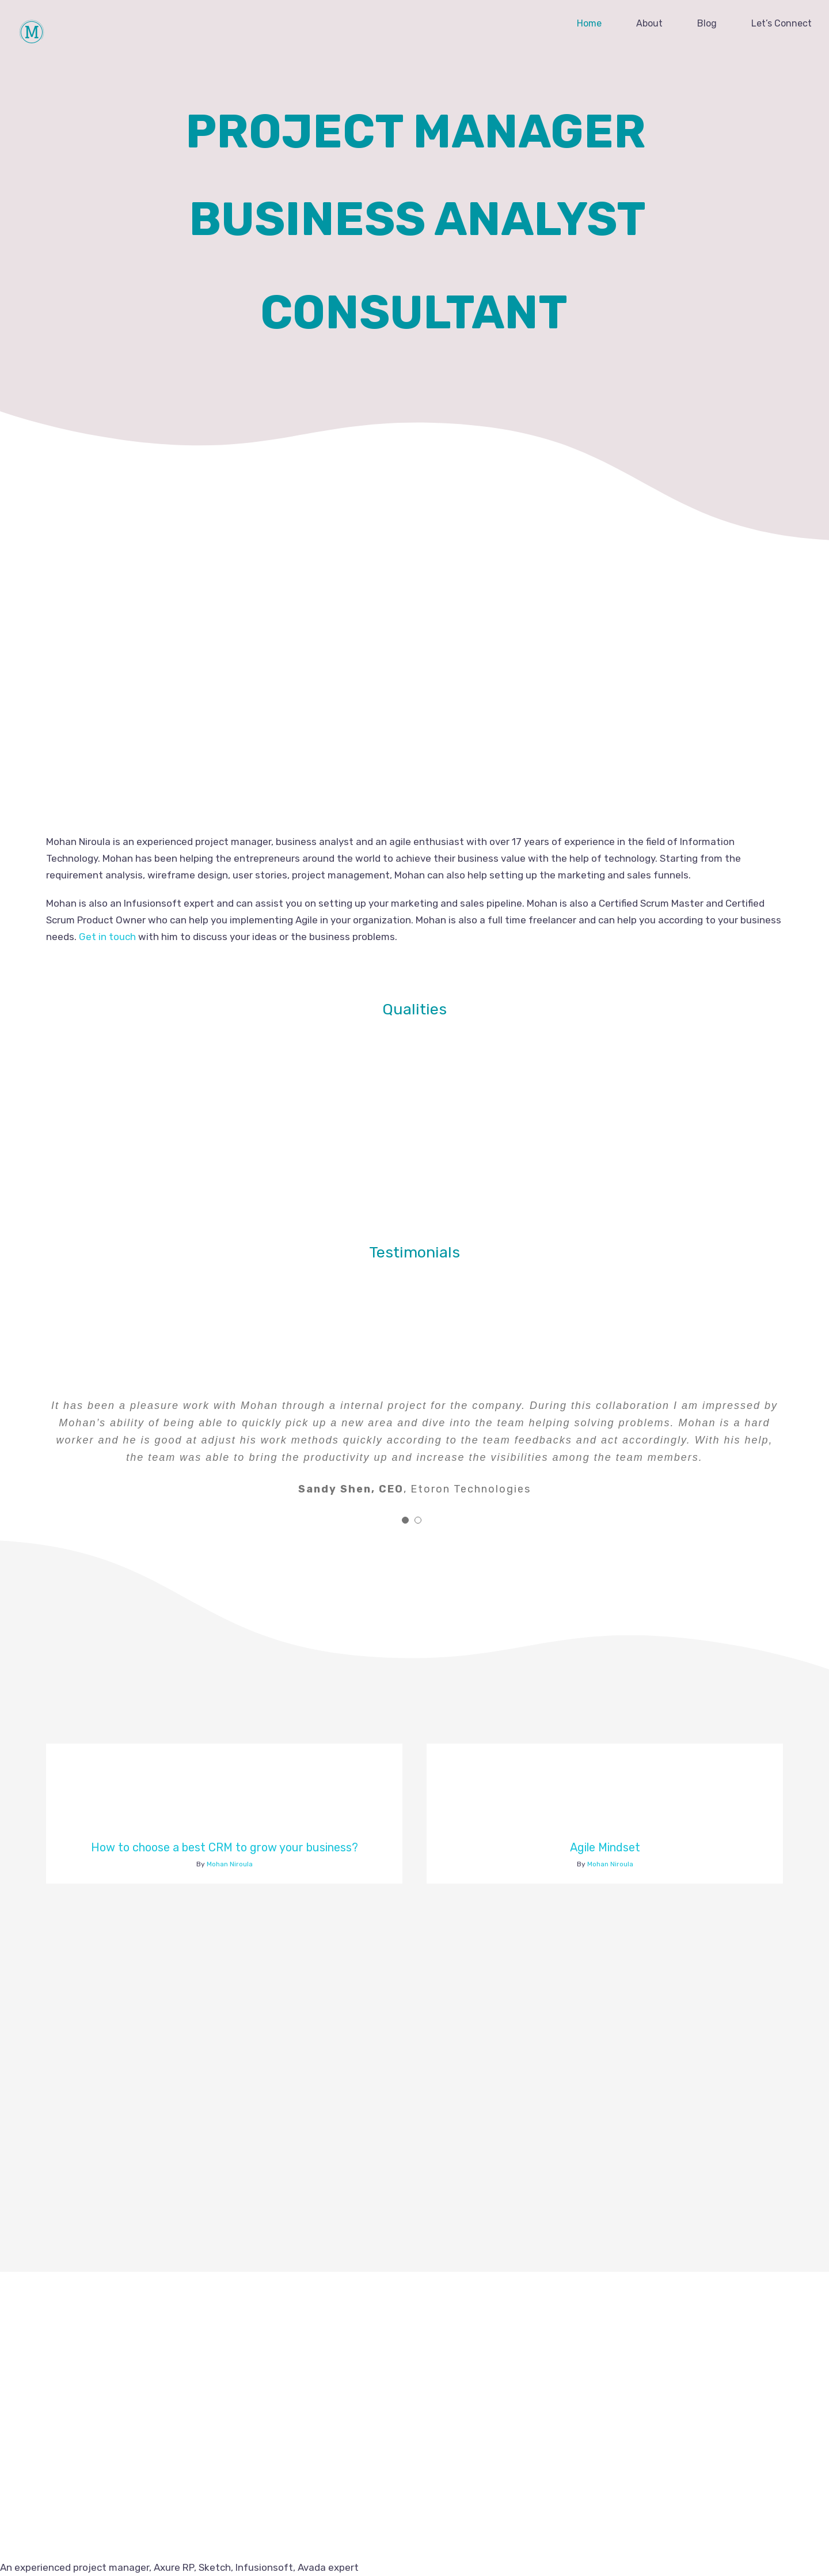 M
Home About Blog Let's Connect
PROJECT MANAGER
BUSINESS ANALYST
CONSULTANT
Mohan Niroula is an experienced project manager, business analyst and an agile enthusiast with over 17 years of experience in the field of Information
Technology. Mohan has been helping the entrepreneurs around the world to achieve their business value with the help of technology. Starting from the
requirement analysis, wireframe design, user stories, project management, Mohan can also help setting up the marketing and sales funnels.
Mohan is also an Infusionsoft expert and can assist you on setting up your marketing and sales pipeline. Mohan is also a Certified Scrum Master and Certified
Scrum Product Owner who can help you implementing Agile in your organization. Mohan is also a full time freelancer and can help you according to your business
needs. Get in touch with him to discuss your ideas or the business problems.
Qualities
Testimonials
It has been a pleasure work with Mohan through a internal project for the company. During this collaboration I am impressed by
Mohan's ability of being able to quickly pick up a new area and dive into the team helping solving problems. Mohan is a hard
worker and he is good at adjust his work methods quickly according to the team feedbacks and act accordingly. With his help,
the team was able to bring the productivity up and increase the visibilities among the team members.
Sandy Shen, CEO, Etoron Technologies
How to choose a best CRM to grow your business?
By Mohan Niroula
Agile Mindset
By Mohan Niroula
An experienced project manager, Axure RP, Sketch, Infusionsoft, Avada expert